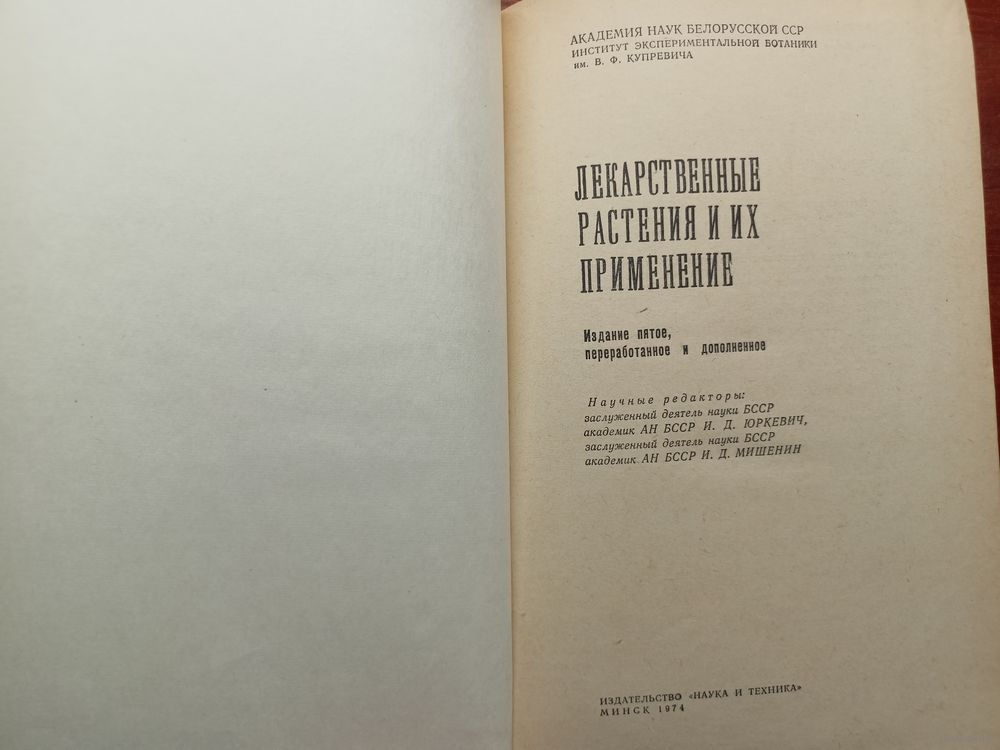 АКАДЕМИЯ НАУК БЕЛОРУССКОЙ ССР
ИНСТИТУТ ЭКСПЕРИМЕНТАЛЬНОЙ БОТАНИКИ
им. В. Ф. КУПРЕВИЧА
ЛЕКАРСТВЕННЫЕ
РАСТЕНИЯ И ИХ
ПРИМЕНЕНИЕ
Издание пятое,
переработанное и дополненное
Научные редакторы:
заслуженный деятель науки БССР
академик АН БССР И. Д. ЮРКЕВИЧ,
заслуженный деятель науки БССР
академик АН БССР И. Д. МИШЕНИН
ИЗДАТЕЛЬСТВО «НАУКА И ТЕХНИКА»
МИНСК 1974